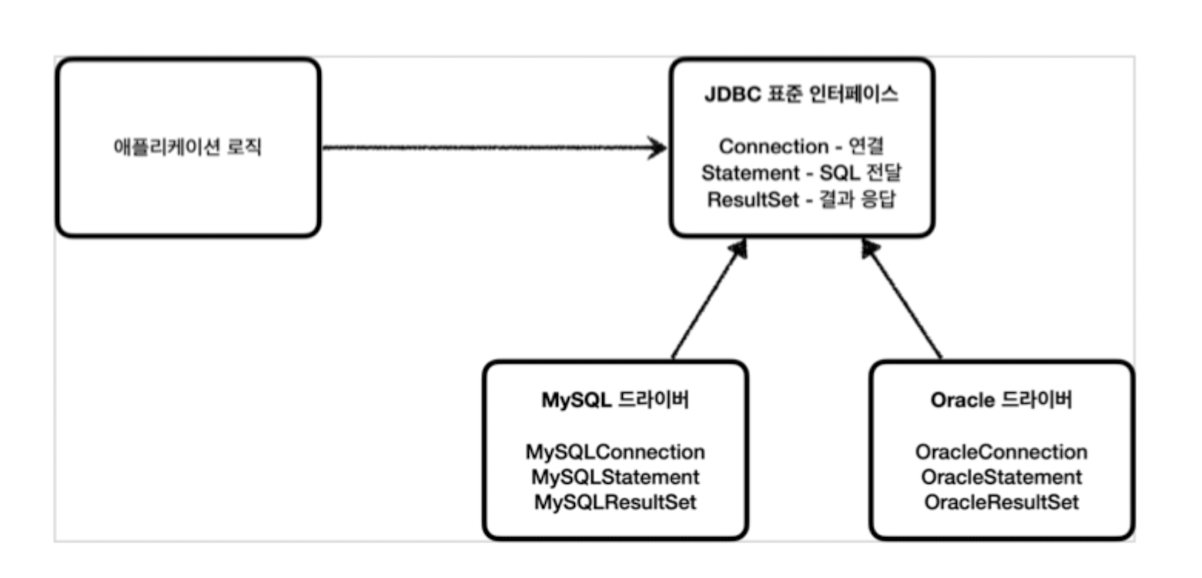 애플리케이션 로직
JDBC 표준 인터페이스
Connection - 연결
Statement - SQL 전달
ResultSet - 결과 응답
MySQL 드라이버
MySQLConnection
MySQLStatement
MySQLResultSet
Oracle 드라이버
OracleConnection
OracleStatement
OracleResultSet